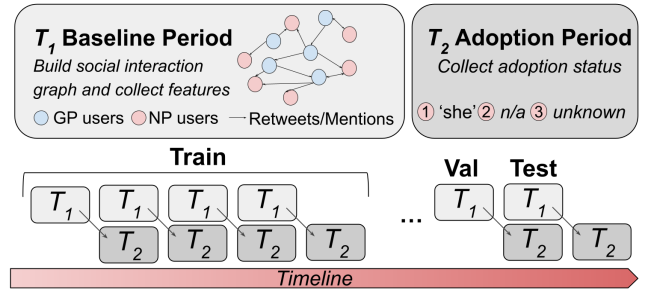 T1 Baseline Period
Build social interaction
graph and collect features
GP users NP users Retweets/Mentions
T2 Adoption Period
Collect adoption status
1 'she' 2 n/a 3 unknown
Train
Val
Test
T1 T1 T1 T1 ... T1 T1
T2 T2 T2 T2 T2 T2
Timeline